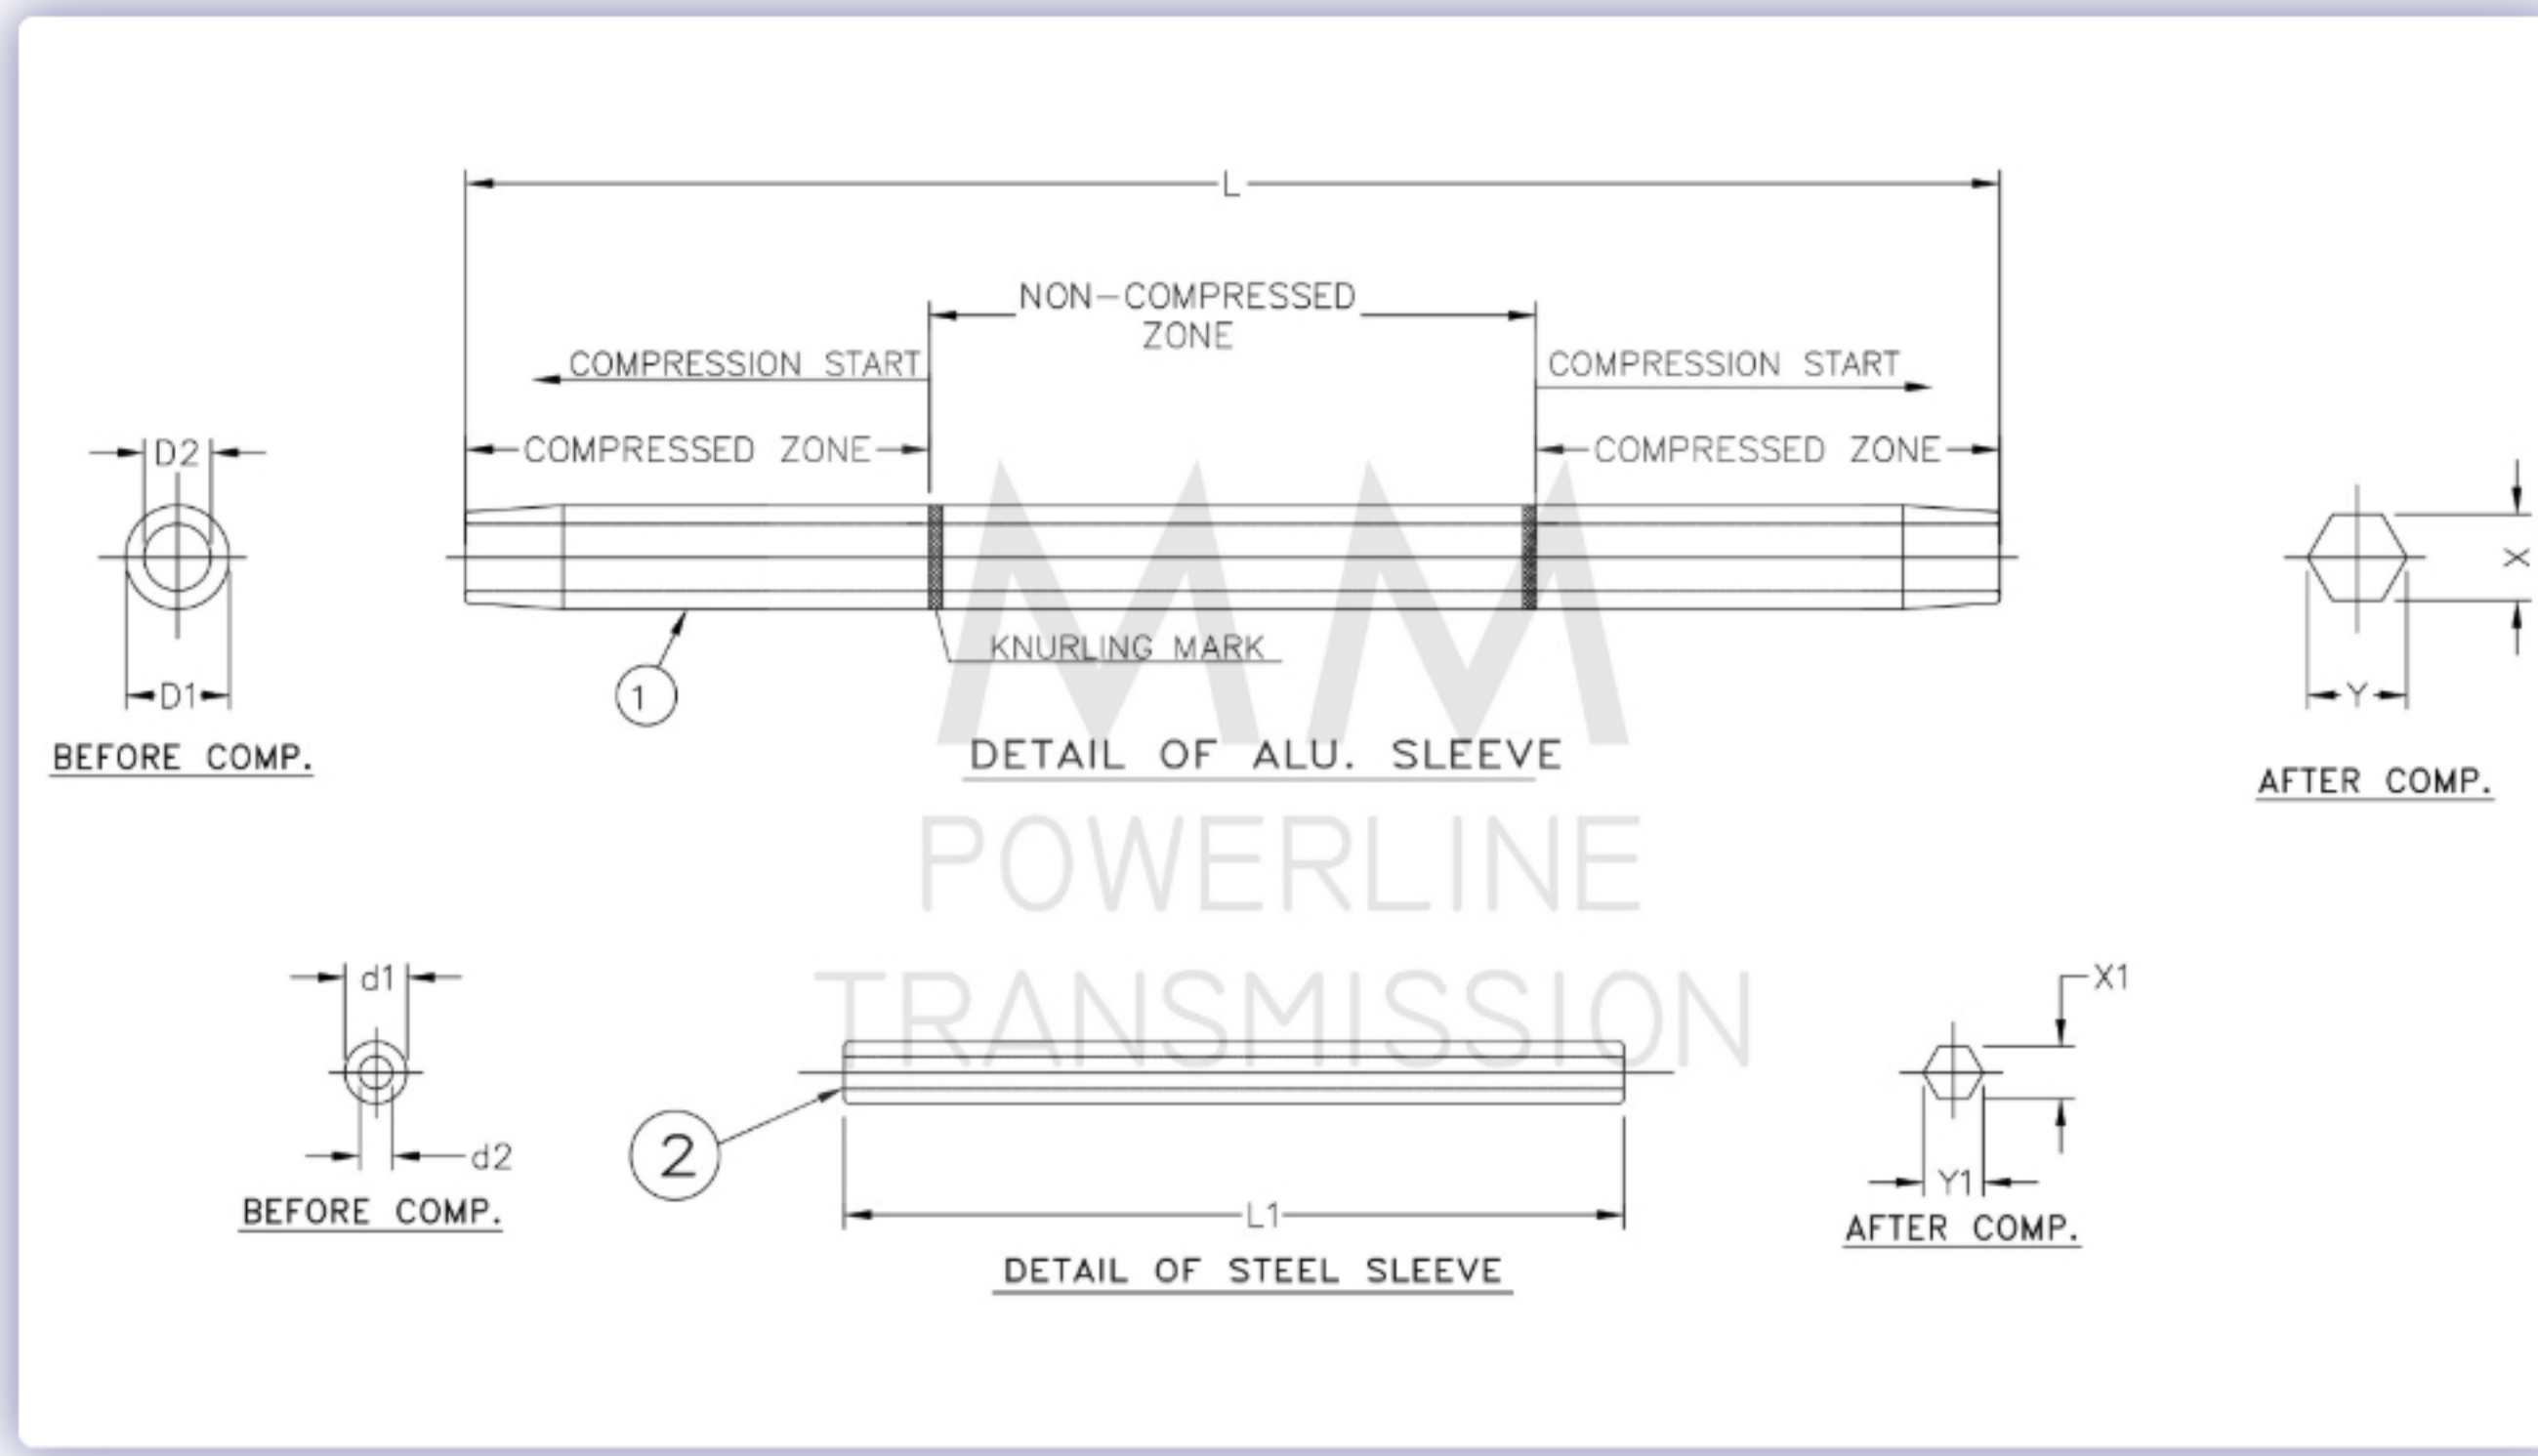 L
NON-COMPRESSED
ZONE
COMPRESSION START
COMPRESSION START
D2
COMPRESSED ZONE
COMPRESSED ZONE
X
KNURLING MARK
D1
1
Y
BEFORE COMP.
DETAIL OF ALU. SLEEVE
AFTER COMP.
MM
POWERLINE
TRANSMISSION
d1
X1
2
d2
Y1
BEFORE COMP.
L1
AFTER COMP.
DETAIL OF STEEL SLEEVE